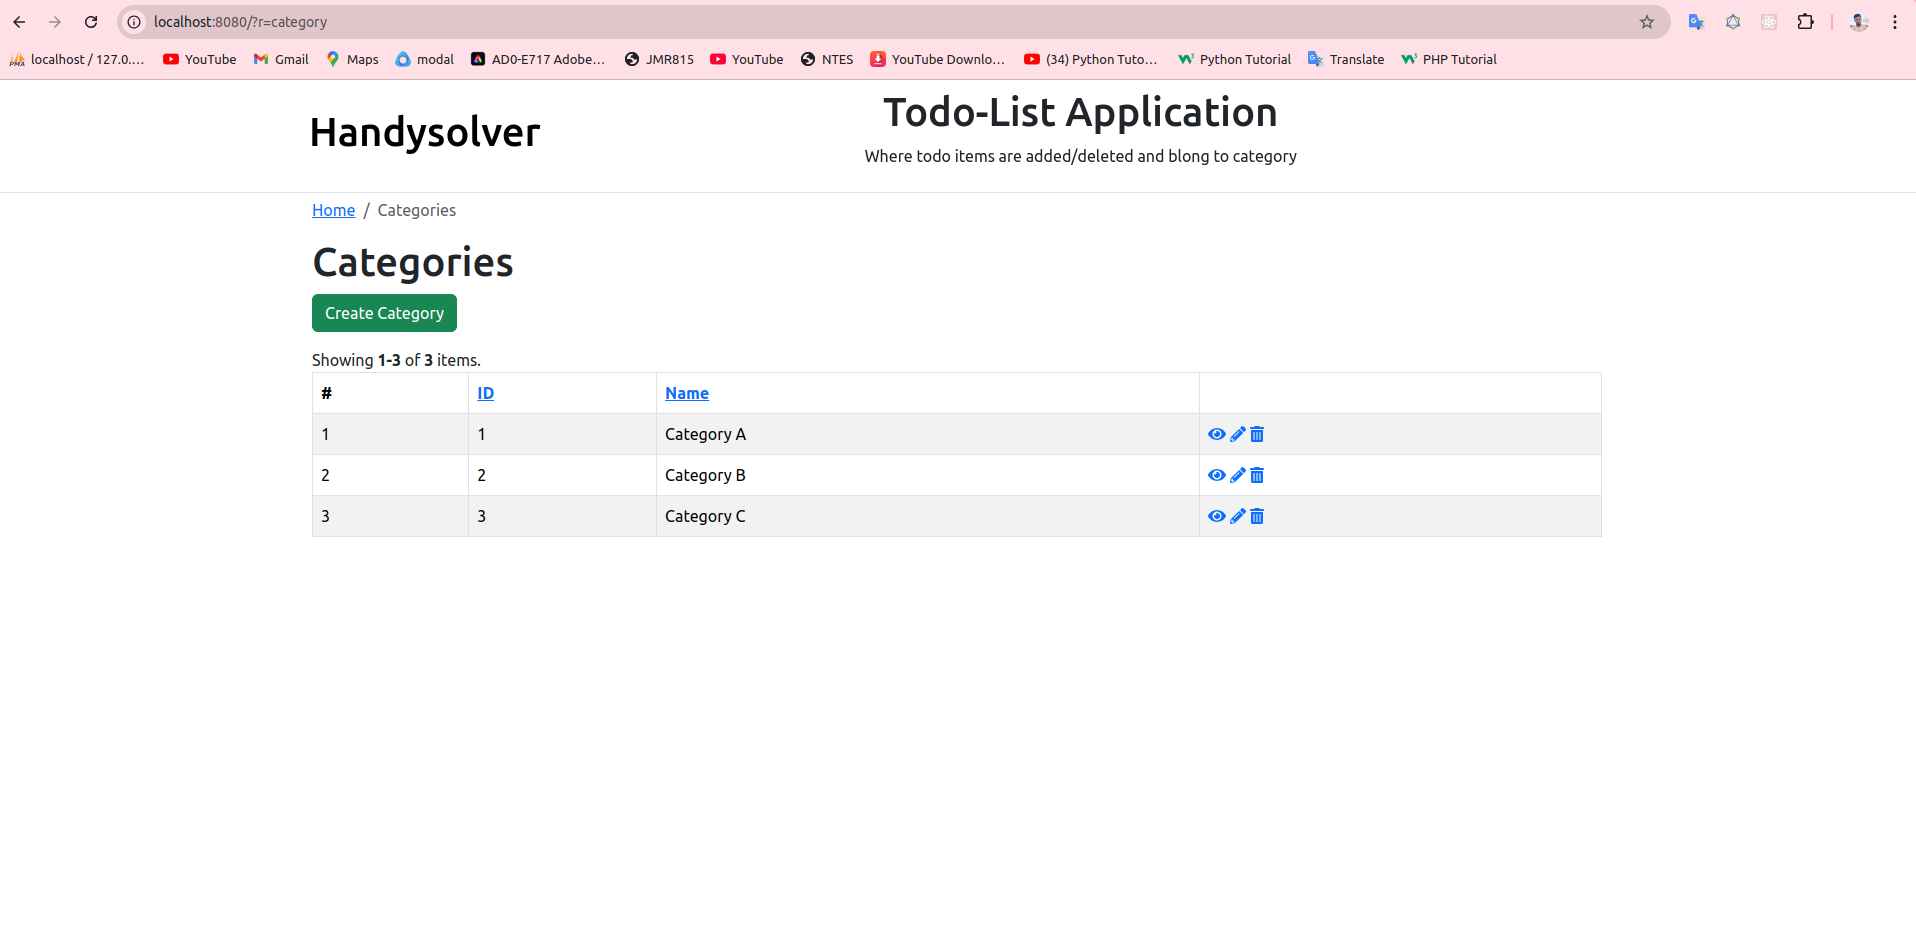 localhost:8080/?r=category
localhost / 127.0.... YouTube Gmail Maps modal AD0-E717 Adobe... JMR815 YouTube NTES YouTube Downlo... (34) Python Tuto... Python Tutorial Translate PHP Tutorial
Handysolver
Todo-List Application
Where todo items are added/deleted and blong to category
Home / Categories
Categories
Create Category
Showing 1-3 of 3 items.
# ID Name
1 1 Category A
2 2 Category B
3 3 Category C